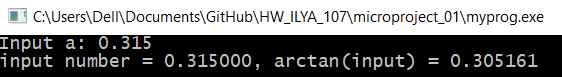 C:\Users\Dell\Documents\GitHub\HW_ILYA_107\microproject_01\myprog.exe
Input a: 0.315
input number = 0.315000, arctan(input) = 0.305161